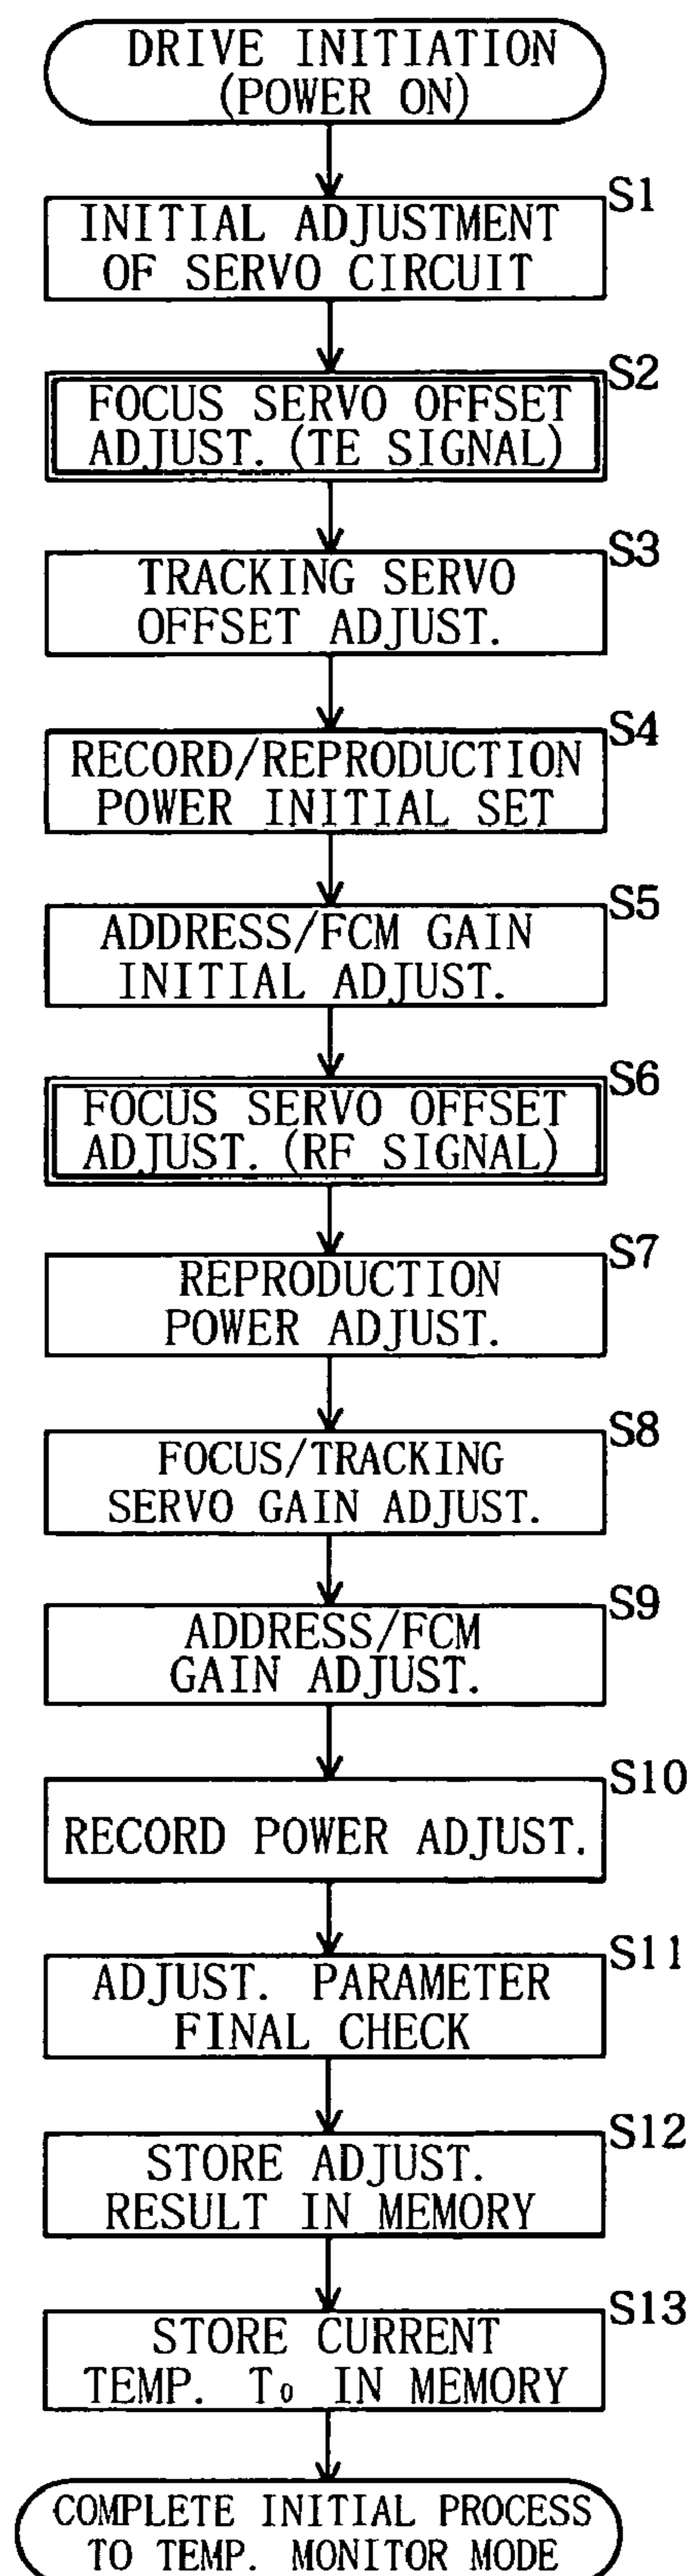 DRIVE INITIATION
(POWER ON)
S1
INITIAL ADJUSTMENT
OF SERVO CIRCUIT
S2
FOCUS SERVO OFFSET
ADJUST. (TE SIGNAL)
S3
TRACKING SERVO
OFFSET ADJUST.
S4
RECORD/REPRODUCTION
POWER INITIAL SET
S5
ADDRESS/FCM GAIN
INITIAL ADJUST.
S6
FOCUS SERVO OFFSET
ADJUST. (RF SIGNAL)
S7
REPRODUCTION
POWER ADJUST.
S8
FOCUS/TRACKING
SERVO GAIN ADJUST.
S9
ADDRESS/FCM
GAIN ADJUST.
S10
RECORD POWER ADJUST.
S11
ADJUST. PARAMETER
FINAL CHECK
S12
STORE ADJUST.
RESULT IN MEMORY
S13
STORE CURRENT
TEMP. T₀ IN MEMORY
COMPLETE INITIAL PROCESS
TO TEMP. MONITOR MODE